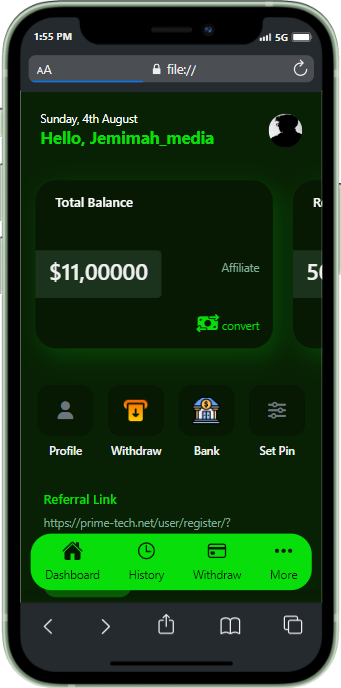 1:55 PM
5G
AA
file://
Sunday, 4th August
Hello, Jemimah_media
Total Balance
$11,00000
50
Affiliate
convert
Profile
Withdraw
Bank
Set Pin
Referral Link
https://prime-tech.net/user/register/?
Dashboard
History
Withdraw
More